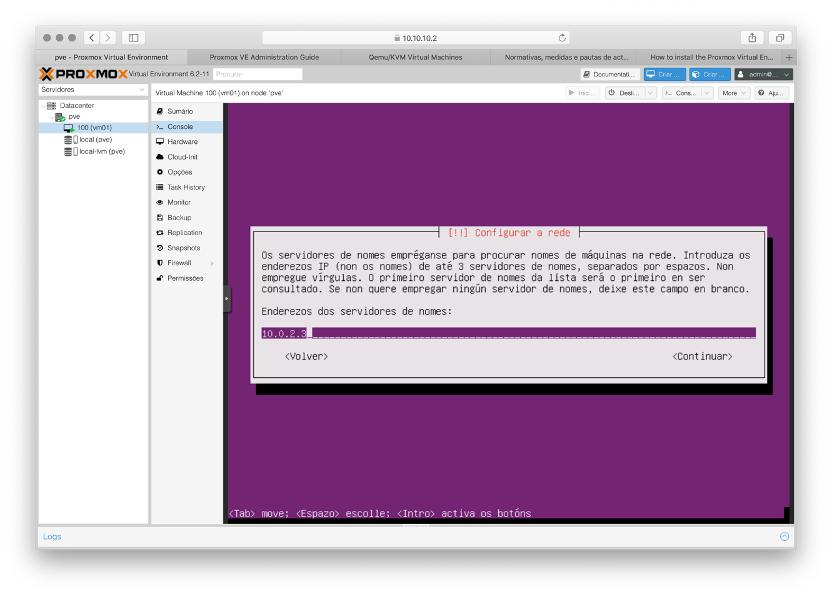 10.10.10.2
pve - Proxmox Virtual Environment
Proxmox VE Administration Guide
Qemu/KVM Virtual Machines
Normativas, medidas e pautas de act...
How to install the Proxmox Virtual En...
PROXMOX Virtual Environment 6.2-11
Procurar
Documentati...
Criar ...
Criar ...
admin@...
Servidores
Virtual Machine 100 (vm01) on node 'pve'
Inic...
Desli...
Cons...
More
Aju...
Datacenter
pve
100 (vm01)
local (pve)
local-lvm (pve)
Sumário
Console
Hardware
Cloud-Init
Opções
Task History
Monitor
Backup
Replication
Snapshots
Firewall
Permissões
[!!] Configurar a rede
Os servidores de nomes empréganse para procurar nomes de máquinas na rede. Introduza os
enderezos IP (non os nomes) de até 3 servidores de nomes, separados por espazos. Non
empregue vírgulas. O primeiro servidor de nomes da lista será o primeiro en ser
consultado. Se non quere empregar ningún servidor de nomes, deixe este campo en branco.
Enderezos dos servidores de nomes:
10.0.2.3
<Volver>
<Continuar>
<Tab> move; <Espazo> escolle; <Intro> activa os botóns
Logs